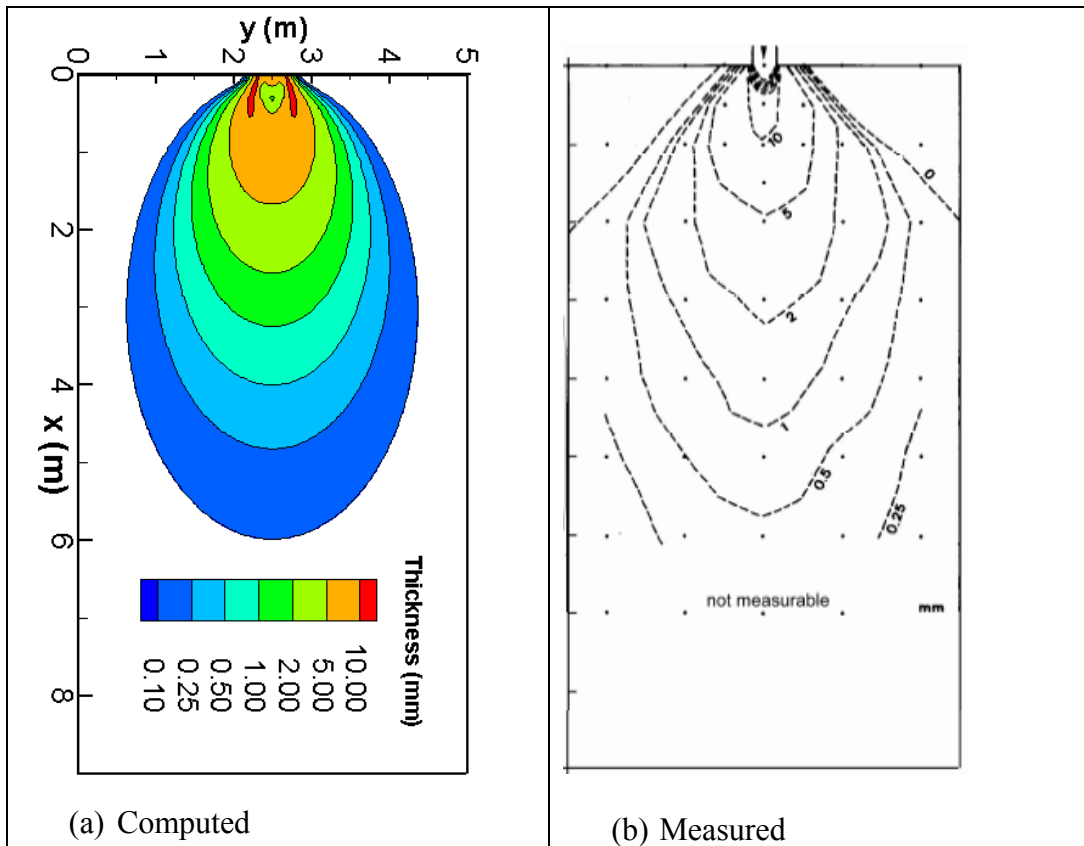 y (m)
0 1 2 3 4 5
0
2
4
6
8
x (m)
Thickness (mm)
10.00
5.00
2.00
1.00
0.50
0.25
0.10
(a) Computed
0
10
5
2
1
0.5
0.25
not measurable
mm
(b) Measured